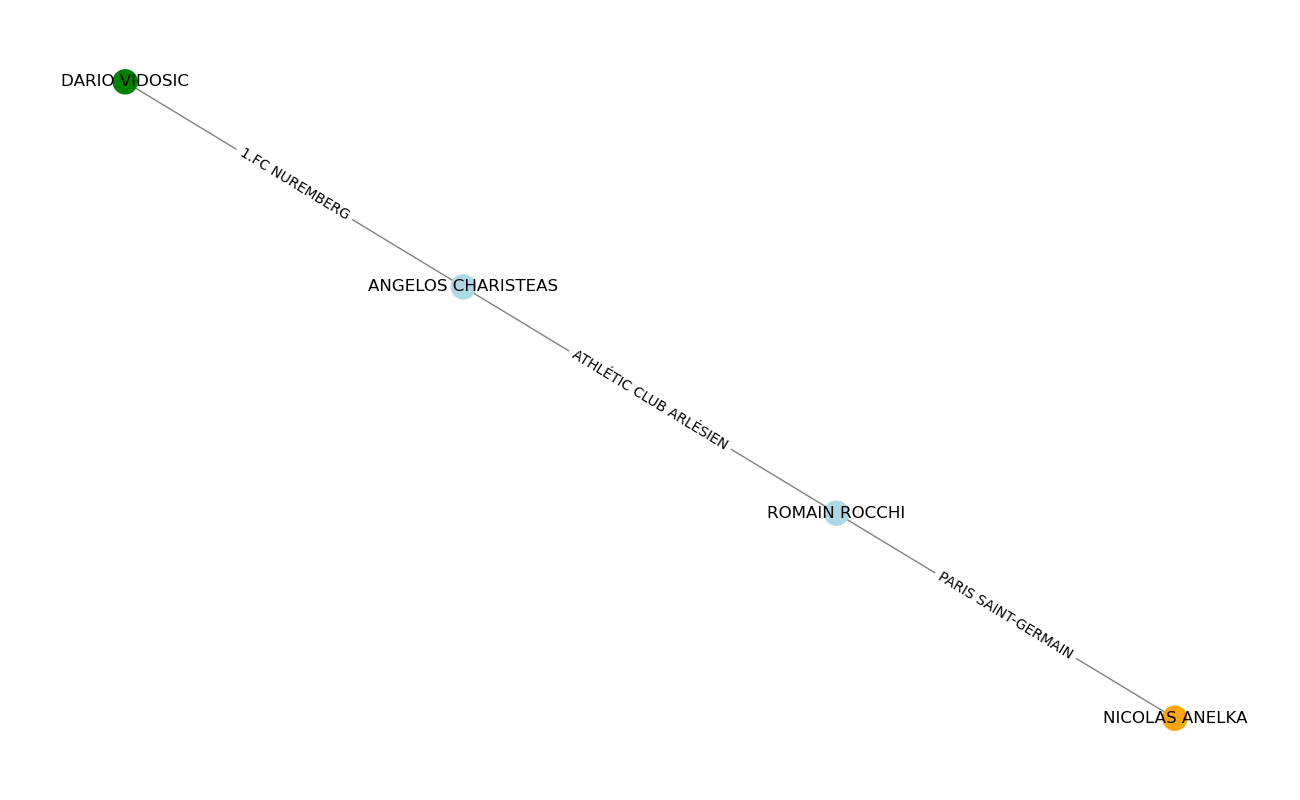 DARIO VIDOSIC
1.FC NUREMBERG
ANGELOS CHARISTEAS
ATHLÉTIC CLUB ARLÉSIEN
ROMAIN ROCCHI
PARIS SAINT-GERMAIN
NICOLAS ANELKA